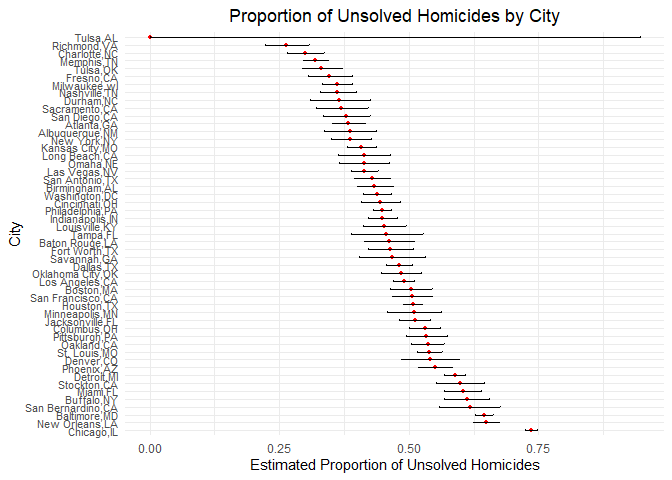 Proportion of Unsolved Homicides by City
City
Tulsa,AL
Richmond,VA
Charlotte,NC
Memphis,TN
Tulsa,OK
Fresno,CA
Milwaukee,wI
Nashville,TN
Durham,NC
Sacramento,CA
San Diego,CA
Atlanta,GA
Albuquerque,NM
New York,NY
Kansas City,MO
Long Beach,CA
Omaha,NE
Las Vegas,NV
San Antonio,TX
Birmingham,AL
Washington,DC
Cincinnati,OH
Philadelphia,PA
Indianapolis,IN
Louisville,KY
Tampa,FL
Baton Rouge,LA
Fort Worth,TX
Savannah,GA
Dallas,TX
Oklahoma City,OK
Los Angeles,CA
Boston,MA
San Francisco,CA
Houston,TX
Minneapolis,MN
Jacksonville,FL
Columbus,OH
Pittsburgh,PA
Oakland,CA
St. Louis,MO
Denver,CO
Phoenix,AZ
Detroit,MI
Stockton,CA
Miami,FL
Buffalo,NY
San Bernardino,CA
Baltimore,MD
New Orleans,LA
Chicago,IL
0.00 0.25 0.50 0.75
Estimated Proportion of Unsolved Homicides